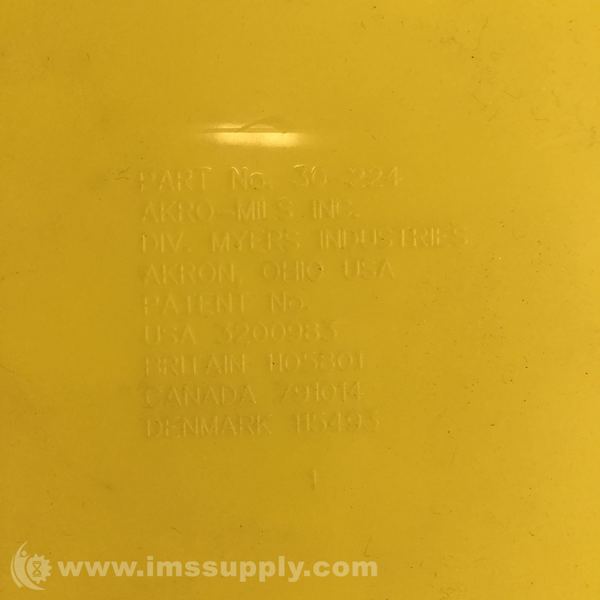 PART No. 30-224
AKRO-MILS INC.
DIV. MYERS INDUSTRIES
AKRON, OHIO USA
PATENT No.
USA 3200983
BRITAIN 1105301
CANADA 791014
DENMARK 115495
1
www.imssupply.com